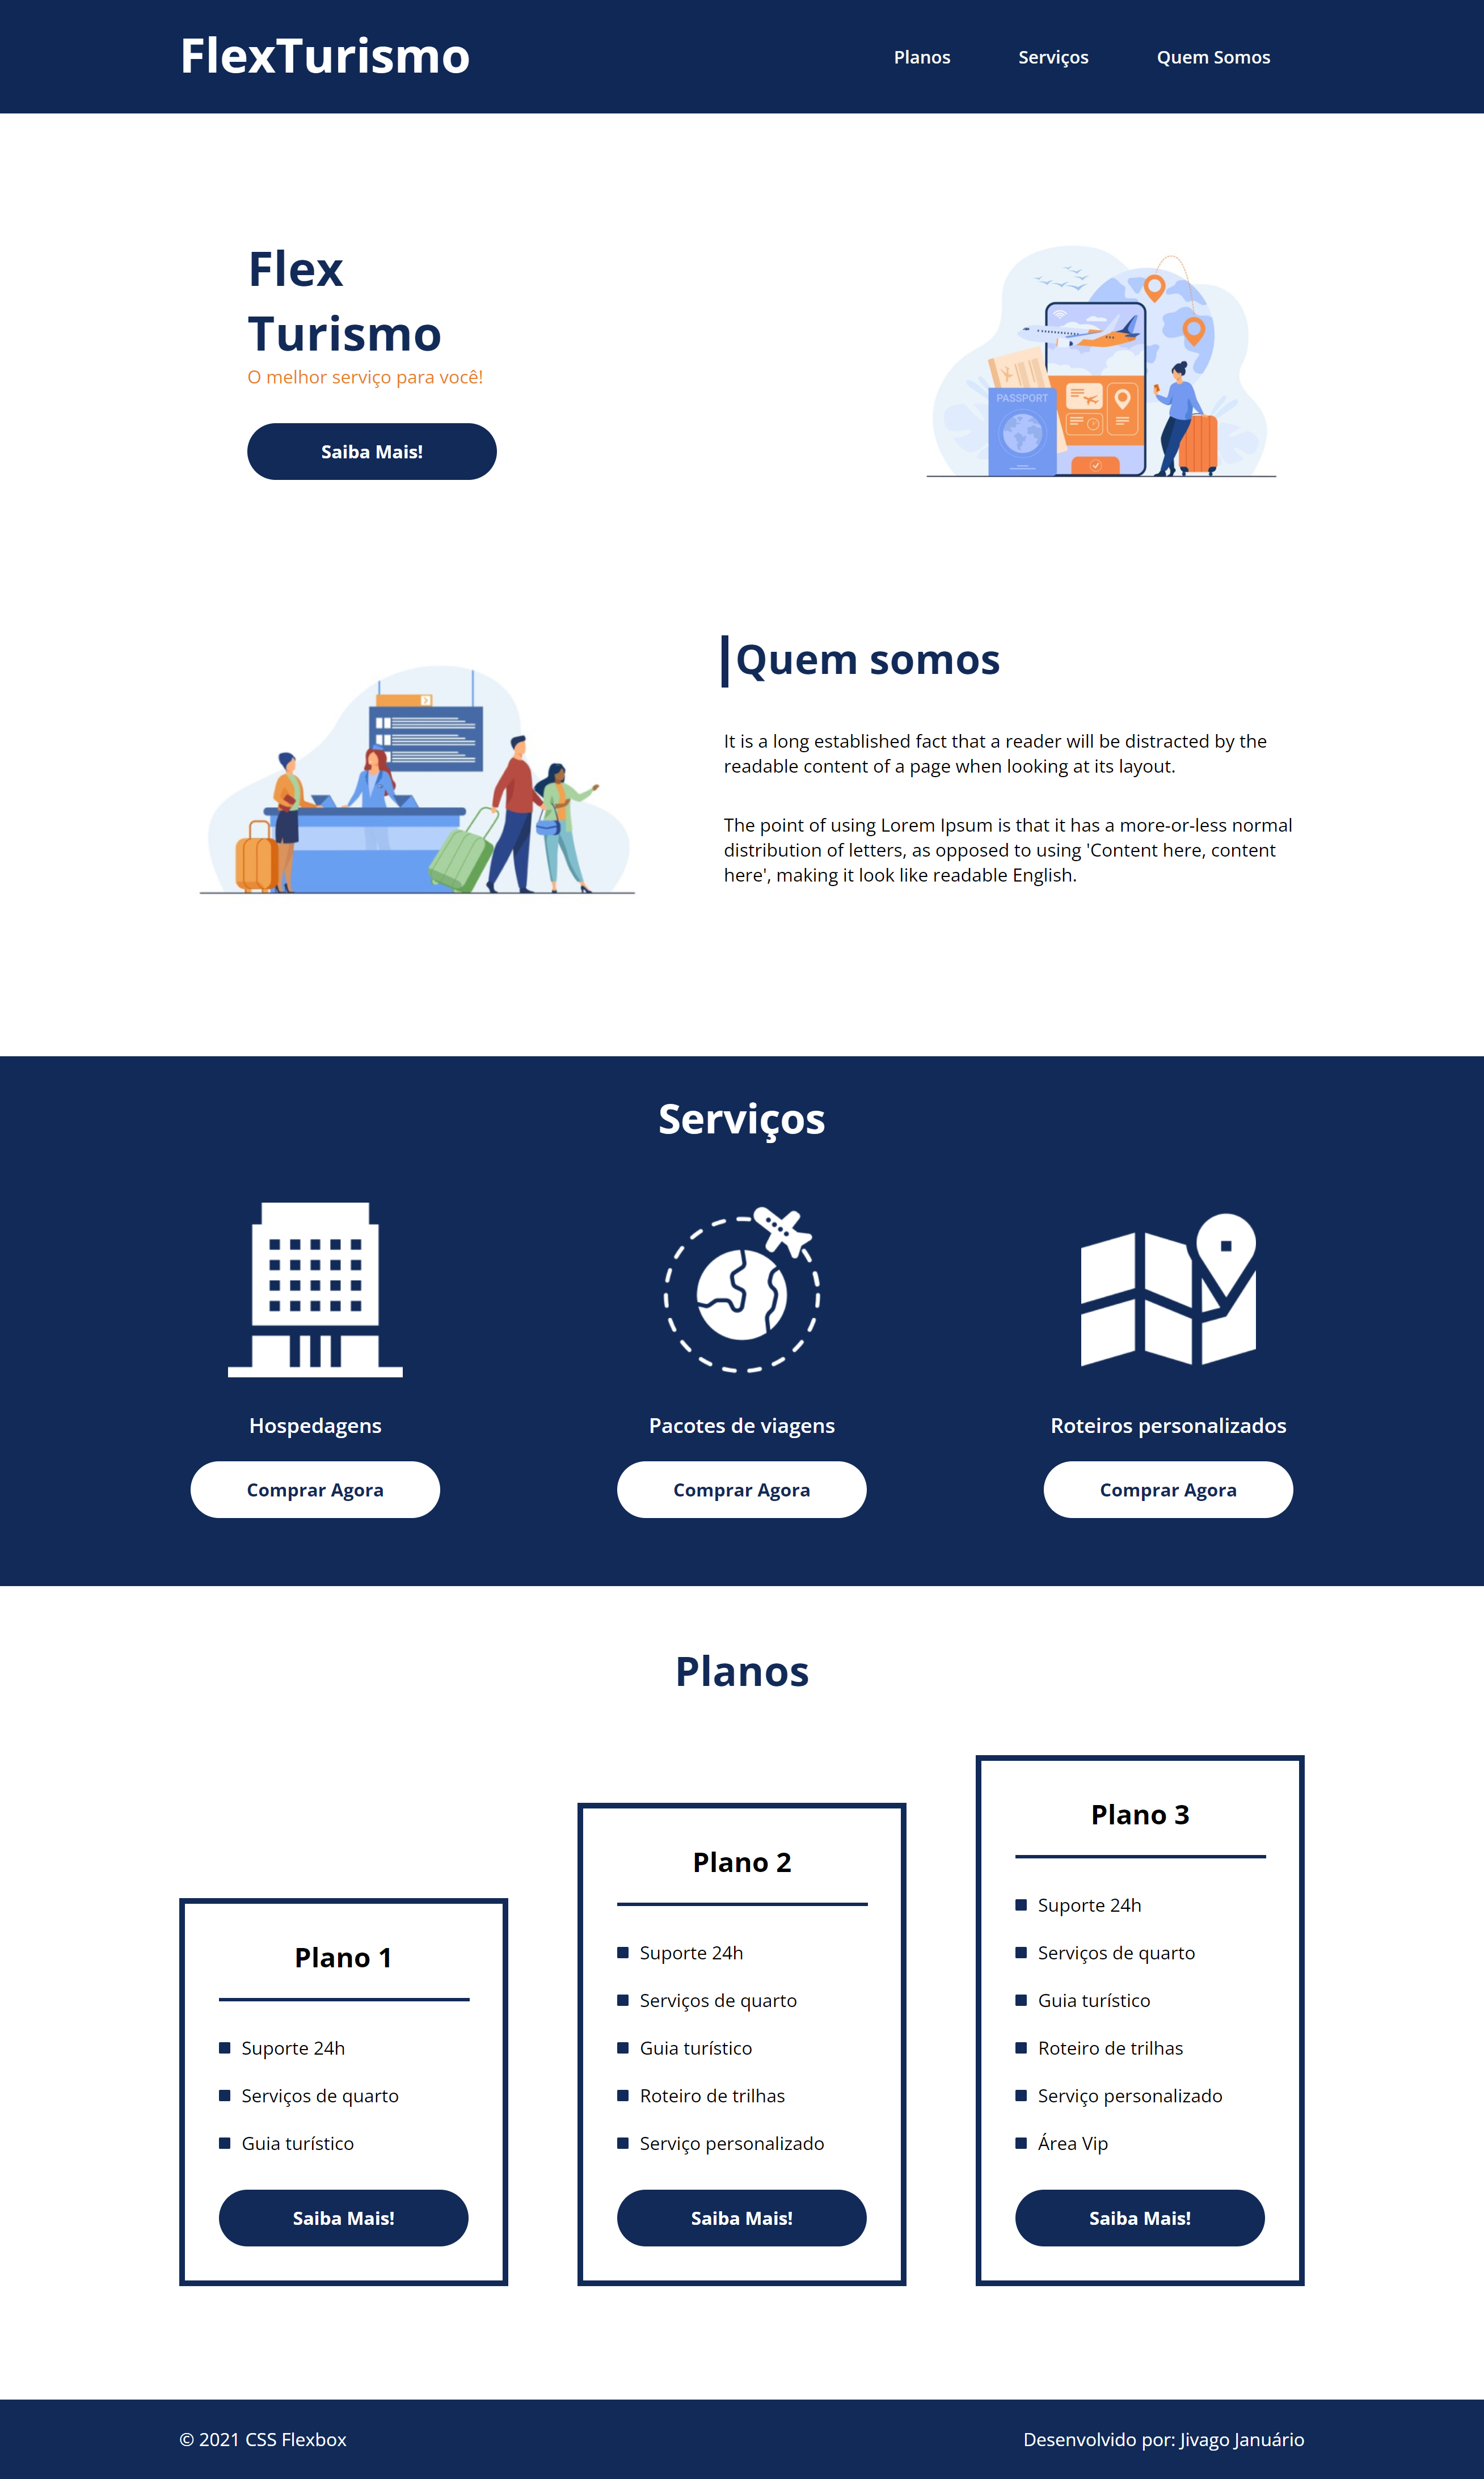 FlexTurismo
Planos
Serviços
Quem Somos
Flex
Turismo
O melhor serviço para você!
Saiba Mais!
PASSPORT
Quem somos
It is a long established fact that a reader will be distracted by the
readable content of a page when looking at its layout.
The point of using Lorem Ipsum is that it has a more-or-less normal
distribution of letters, as opposed to using 'Content here, content
here', making it look like readable English.
Serviços
Hospedagens
Comprar Agora
Pacotes de viagens
Comprar Agora
Roteiros personalizados
Comprar Agora
Planos
Plano 1
Suporte 24h
Serviços de quarto
Guia turístico
Saiba Mais!
Plano 2
Suporte 24h
Serviços de quarto
Guia turístico
Roteiro de trilhas
Serviço personalizado
Saiba Mais!
Plano 3
Suporte 24h
Serviços de quarto
Guia turístico
Roteiro de trilhas
Serviço personalizado
Área Vip
Saiba Mais!
© 2021 CSS Flexbox
Desenvolvido por: Jivago Januário